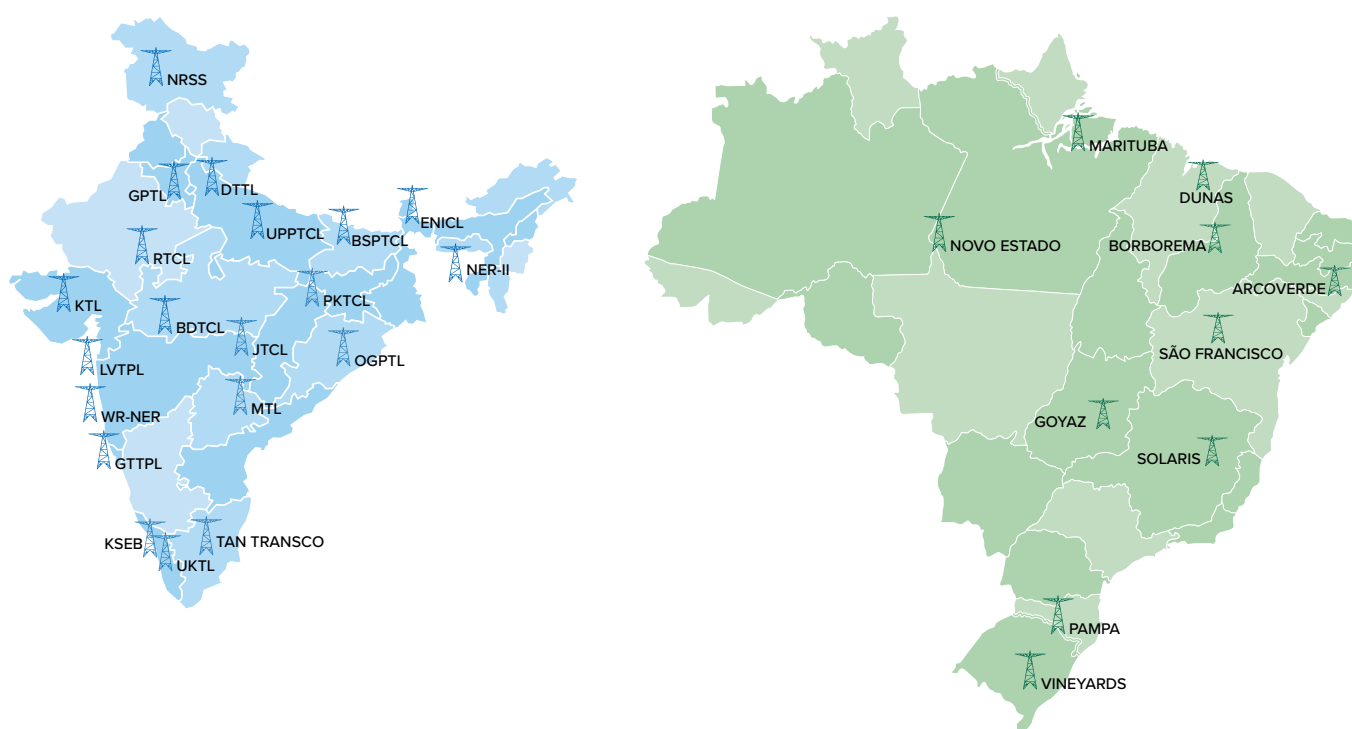 NRSS
GPTL
DTTL
ENICL
UPPTCL
BSPTCL
RTCL
NER-II
KTL
PKTCL
BDTCL
JTCL
OGPTL
LVTPL
WR-NER
MTL
GTTPL
KSEB
TAN TRANSCO
UKTL
MARITUBA
DUNAS
NOVO ESTADO
BORBOREMA
ARCOVERDE
SÃO FRANCISCO
GOYAZ
SOLARIS
PAMPA
VINEYARDS